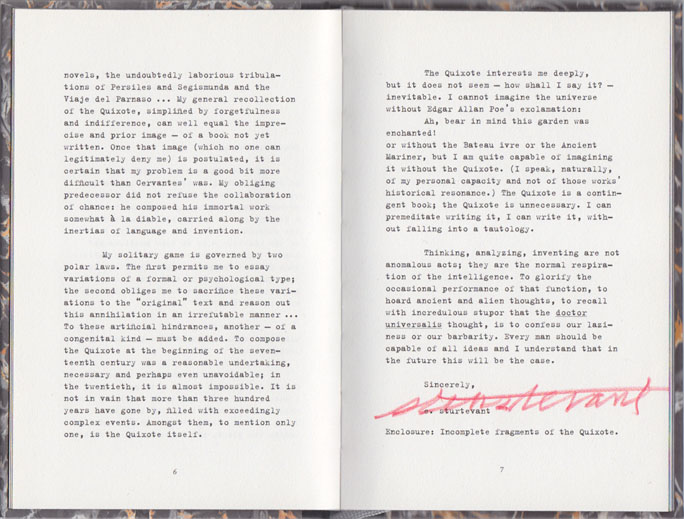 novels, the undoubtedly laborious tribula-
tions of Persiles and Segismunda and the
Viaje del Parnaso ... My general recollection
of the Quixote, simplified by forgetfulness
and indifference, can well equal the impre-
cise and prior image — of a book not yet
written. Once that image (which no one can
legitimately deny me) is postulated, it is
certain that my problem is a good bit more
difficult than Cervantes' was. My obliging
predecessor did not refuse the collaboration
of chance: he composed his immortal work
somewhat à la diable, carried along by the
inertias of language and invention.
My solitary game is governed by two
polar laws. The first permits me to essay
variations of a formal or psychological type;
the second obliges me to sacrifice these vari-
ations to the "original" text and reason out
this annihilation in an irrefutable manner ...
To these artificial hindrances, another — of a
congenital kind — must be added. To compose
the Quixote at the beginning of the seven-
teenth century was a reasonable undertaking,
necessary and perhaps even unavoidable; in
the twentieth, it is almost impossible. It is
not in vain that more than three hundred
years have gone by, filled with exceedingly
complex events. Amongst them, to mention only
one, is the Quixote itself.
6
The Quixote interests me deeply,
but it does not seem — how shall I say it? —
inevitable. I cannot imagine the universe
without Edgar Allan Poe's exclamation:
Ah, bear in mind this garden was
enchanted!
or without the Bateau ivre or the Ancient
Mariner, but I am quite capable of imagining
it without the Quixote. (I speak, naturally,
of my personal capacity and not of those works'
historical resonance.) The Quixote is a contin-
gent book; the Quixote is unnecessary. I can
premeditate writing it, I can write it, with-
out falling into a tautology.
Thinking, analyzing, inventing are not
anomalous acts; they are the normal respira-
tion of the intelligence. To glorify the
occasional performance of that function, to
hoard ancient and alien thoughts, to recall
with incredulous stupor that the doctor
universalis thought, is to confess our lazi-
ness or our barbarity. Every man should be
capable of all ideas and I understand that in
the future this will be the case.
Sincerely,
e. sturtevant
Enclosure: Incomplete fragments of the Quixote.
7